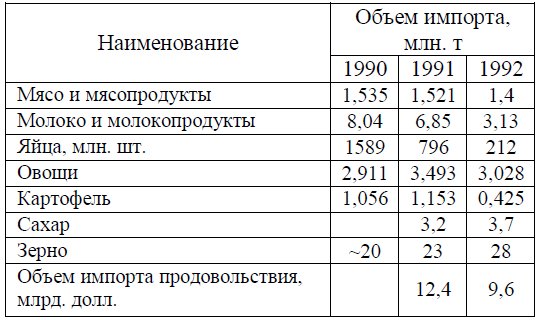 Наименование Объем импорта,
млн. т
1990 1991 1992
Мясо и мясопродукты 1,535 1,521 1,4
Молоко и молокопродукты 8,04 6,85 3,13
Яйца, млн. шт. 1589 796 212
Овощи 2,911 3,493 3,028
Картофель 1,056 1,153 0,425
Сахар 3,2 3,7
Зерно ~20 23 28
Объем импорта продовольствия,
млрд. долл. 12,4 9,6